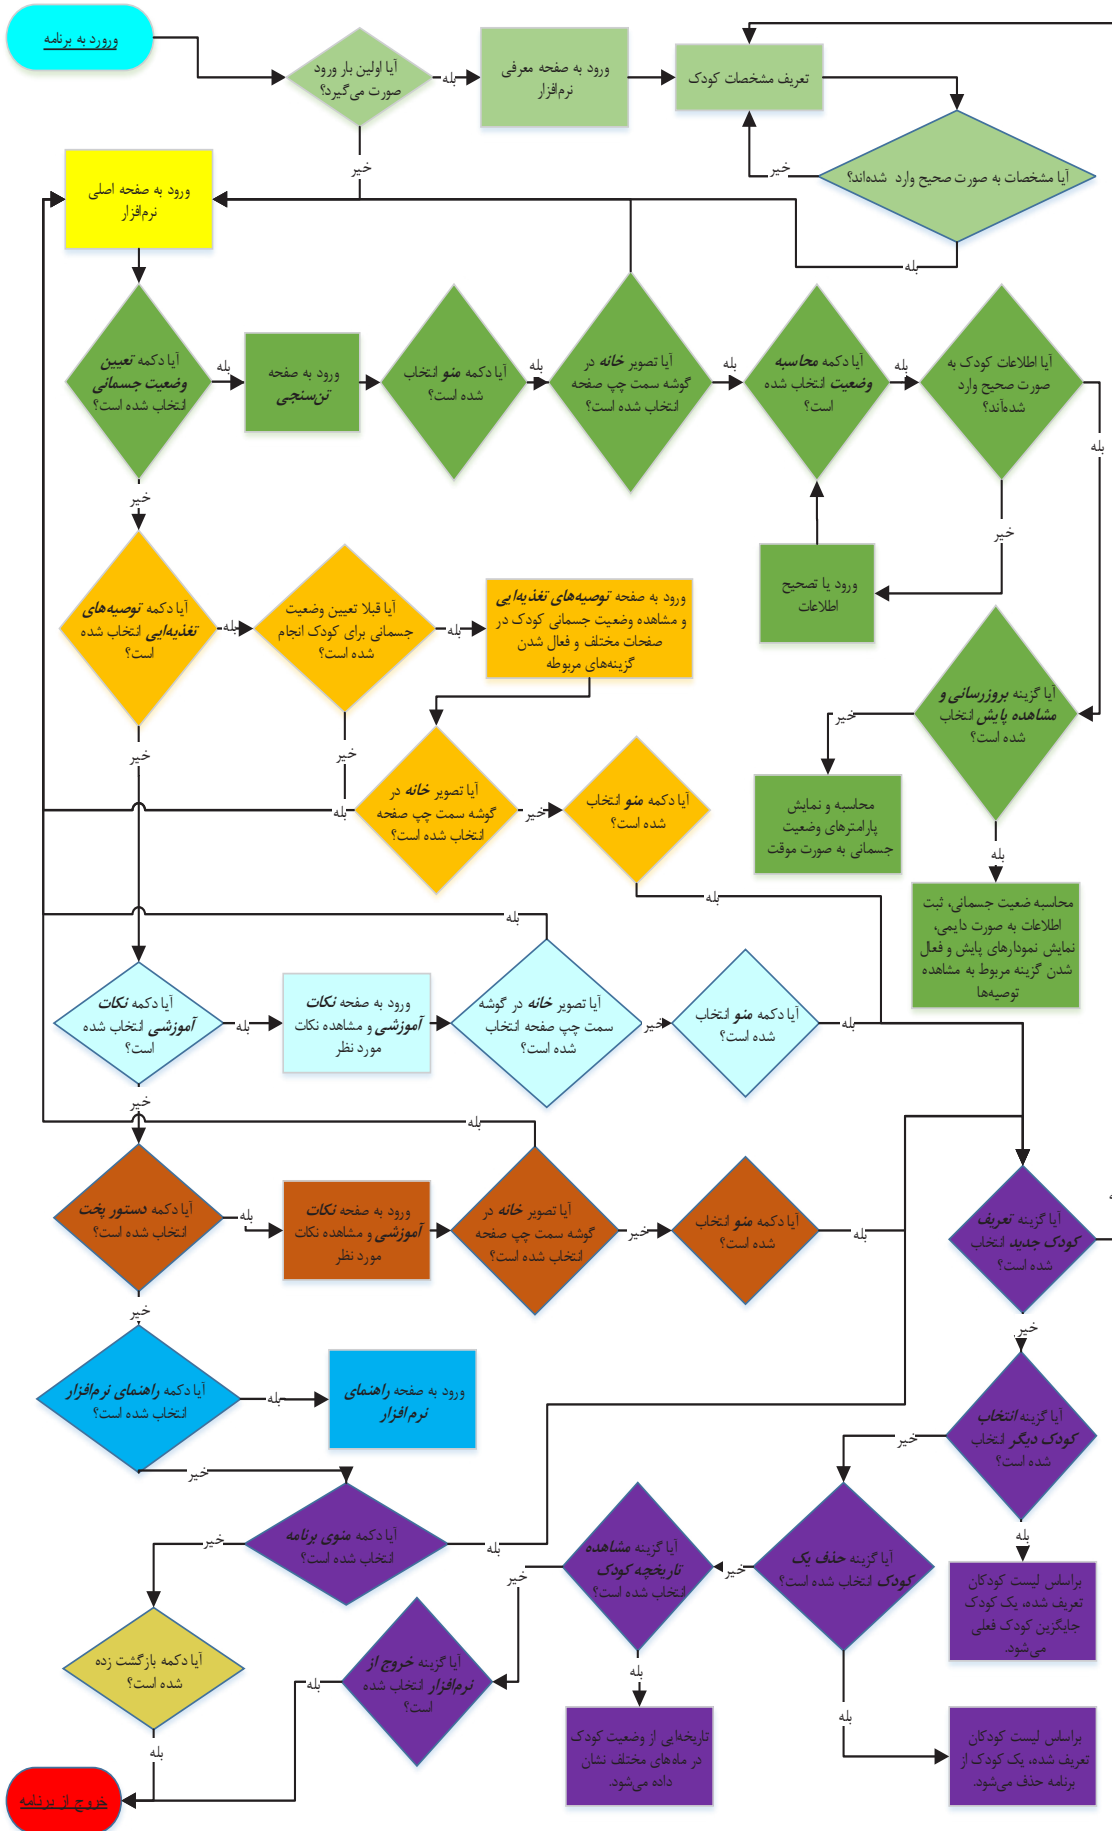 ورورد به برنامه
آیا اولین بار ورود
صورت می‌گیرد؟
بله
ورود به صفحه معرفی
نرم‌افزار
تعریف مشخصات کودک
خیر
آیا مشخصات به صورت صحیح وارد شده‌اند؟
خیر
بله
ورود به صفحه اصلی
نرم‌افزار
آیا دکمه تعیین
وضعیت جسمانی
انتخاب شده است؟
بله
ورود به صفحه
تن‌سنجی
آیا دکمه منو انتخاب
شده است؟
بله
آیا تصویر خانه در
گوشه سمت چپ صفحه
انتخاب شده است؟
بله
آیا دکمه محاسبه
وضعیت انتخاب شده
است؟
بله
آیا اطلاعات کودک به
صورت صحیح وارد
شده‌آند؟
بله
خیر
خیر
ورود یا تصحیح
اطلاعات
آیا دکمه توصیه‌های
تغذیه‌ایی انتخاب شده
است؟
بله
آیا قبلا تعیین وضعیت
جسمانی برای کودک انجام
شده است؟
بله
ورود به صفحه توصیه‌های تغذیه‌ایی
و مشاهده وضعیت جسمانی کودک در
صفحات مختلف و فعال شدن
گزینه‌های مربوطه
آیا گزینه بروزرسانی و
مشاهده پایش انتخاب
شده است؟
خیر
خیر
خیر
بله
آیا تصویر خانه در
گوشه سمت چپ صفحه
انتخاب شده است؟
خیر
آیا دکمه منو انتخاب
شده است؟
محاسبه و نمایش
پارامترهای وضعیت
جسمانی به صورت موقت
بله
بله
محاسبه ضعیت جسمانی، ثبت
اطلاعات به صورت دایمی،
نمایش نمودارهای پایش و فعال
شدن گزینه مربوط به مشاهده
توصیه‌ها
بله
آیا دکمه نکات
آموزشی انتخاب شده
است؟
بله
ورود به صفحه نکات
آموزشی و مشاهده نکات
مورد نظر
آیا تصویر خانه در گوشه
سمت چپ صفحه انتخاب
شده است؟
خیر
آیا دکمه منو انتخاب
شده است؟
بله
خیر
بله
آیا دکمه دستور پخت
انتخاب شده است؟
بله
ورود به صفحه نکات
آموزشی و مشاهده نکات
مورد نظر
آیا تصویر خانه در
گوشه سمت چپ صفحه
انتخاب شده است؟
خیر
آیا دکمه منو انتخاب
شده است؟
بله
آیا گزینه تعریف
کودک جدید انتخاب
شده است؟
خیر
خیر
آیا دکمه راهنمای نرم‌افزار
انتخاب شده است؟
بله
ورود به صفحه راهنمای
نرم افزار
آیا گزینه انتخاب
کودک دیگر انتخاب
شده است؟
خیر
خیر
بله
آیا دکمه منوی برنامه
انتخاب شده است؟
بله
خیر
آیا گزینه مشاهده
تاریخچه کودک
انتخاب شده است؟
خیر
آیا گزینه حذف یک
کودک انتخاب شده است؟
براساس لیست کودکان
تعریف شده، یک کودک
جایگزین کودک فعلی
می‌شود.
خیر
آیا دکمه بازگشت زده
شده است؟
آیا گزینه خروج از
نرم‌افزار انتخاب شده
است؟
بله
بله
بله
بله
تاریخه‌ایی از وضعیت کودک
در ماه‌های مختلف نشان
داده می‌شود.
براساس لیست کودکان
تعریف شده، یک کودک از
برنامه حذف می‌شود.
خروج از برنامه